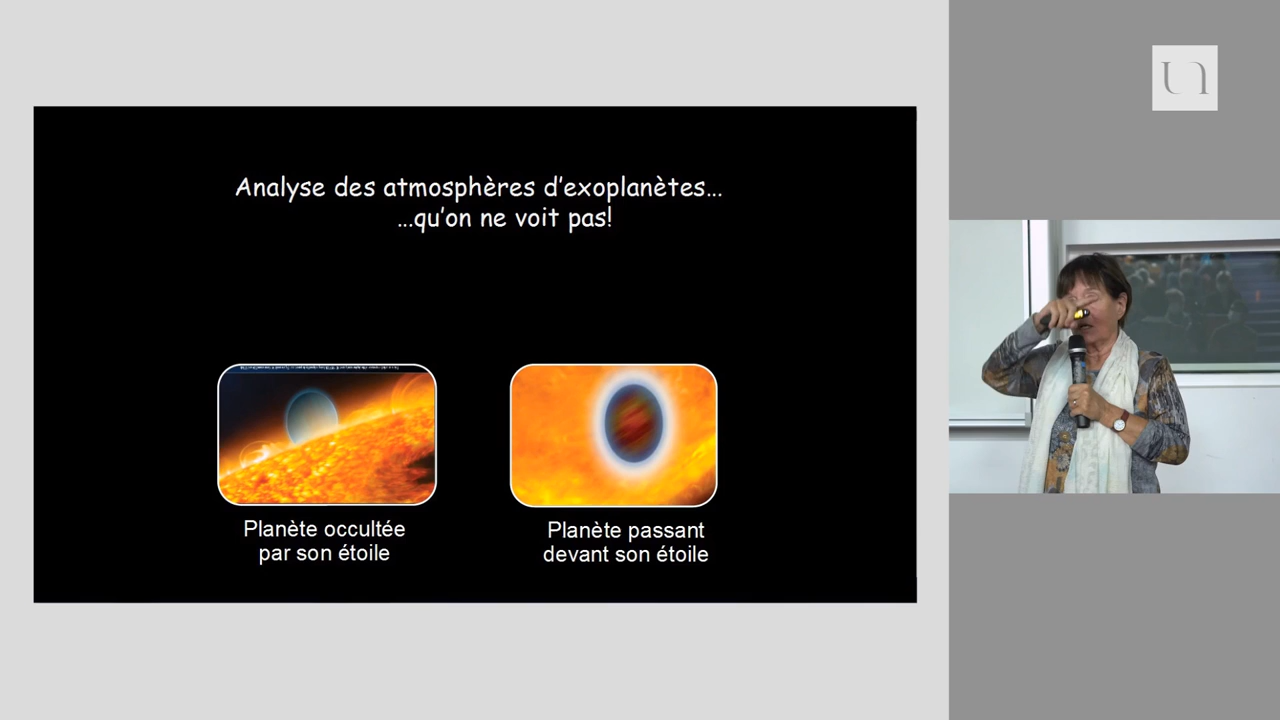 Analyse des atmosphères d'exoplanètes...
...qu'on ne voit pas!
Planète occultée
par son étoile
Planète passant
devant son étoile